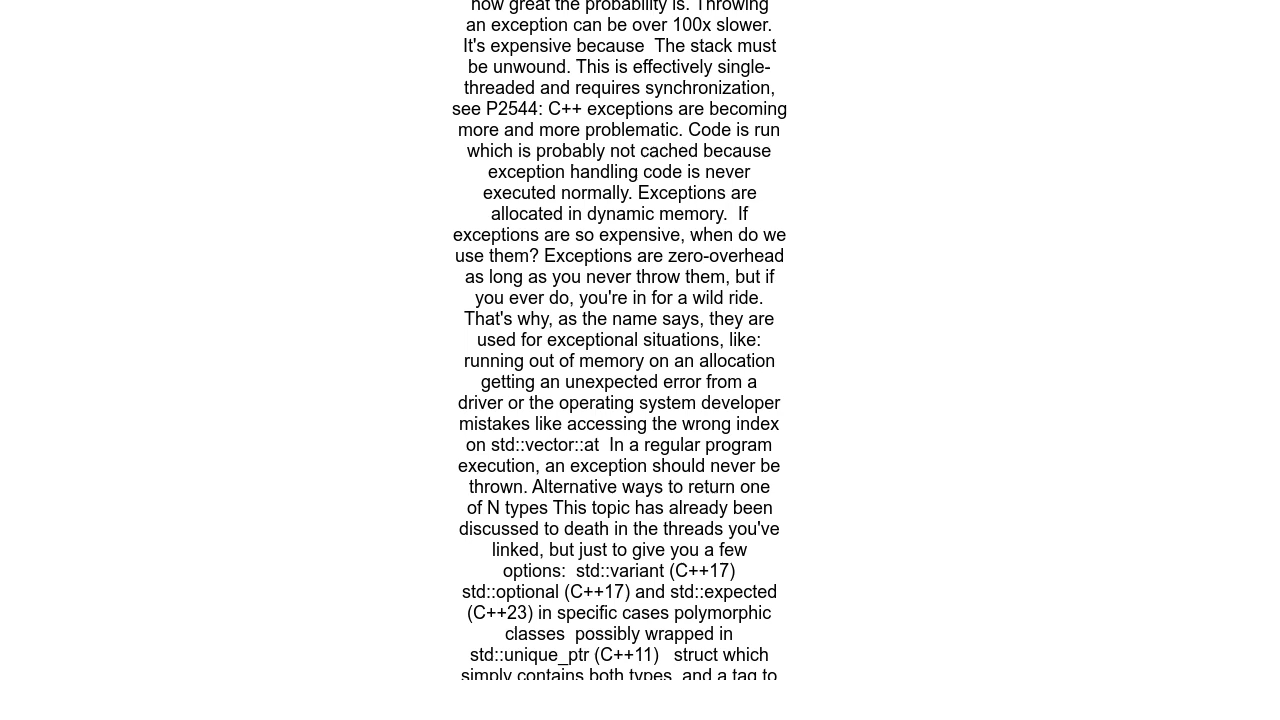 how great the probability is. Throwing
an exception can be over 100x slower.
It's expensive because  The stack must
be unwound. This is effectively single-
threaded and requires synchronization,
see P2544: C++ exceptions are becoming
more and more problematic. Code is run
which is probably not cached because
exception handling code is never
executed normally. Exceptions are
allocated in dynamic memory.  If
exceptions are so expensive, when do we
use them? Exceptions are zero-overhead
as long as you never throw them, but if
you ever do, you're in for a wild ride.
That's why, as the name says, they are
used for exceptional situations, like:
running out of memory on an allocation
getting an unexpected error from a
driver or the operating system developer
mistakes like accessing the wrong index
on std::vector::at  In a regular program
execution, an exception should never be
thrown. Alternative ways to return one
of N types This topic has already been
discussed to death in the threads you've
linked, but just to give you a few
options:  std::variant (C++17)
std::optional (C++17) and std::expected
(C++23) in specific cases polymorphic
classes  possibly wrapped in
std::unique_ptr (C++11)   struct which
simply contains both types, and a tag to